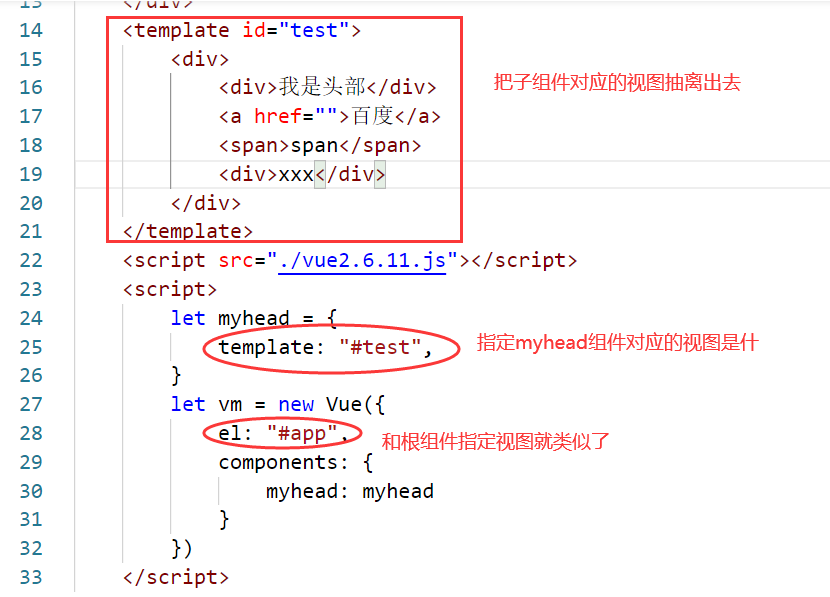 13 </div>
14 <template id="test">
15 <div>
16 <div>我是头部</div>
把子组件对应的视图抽离出去
17 <a href="">百度</a>
18 <span>span</span>
19 <div>xxx</div>
20 </div>
21 </template>
22 <script src="./vue2.6.11.js"></script>
23 <script>
24 let myhead = {
25 template: "#test",
指定myhead组件对应的视图是什
26 }
27 let vm = new Vue({
28 el: "#app",
和根组件指定视图就类似了
29 components: {
30 myhead: myhead
31 }
32 })
33 </script>